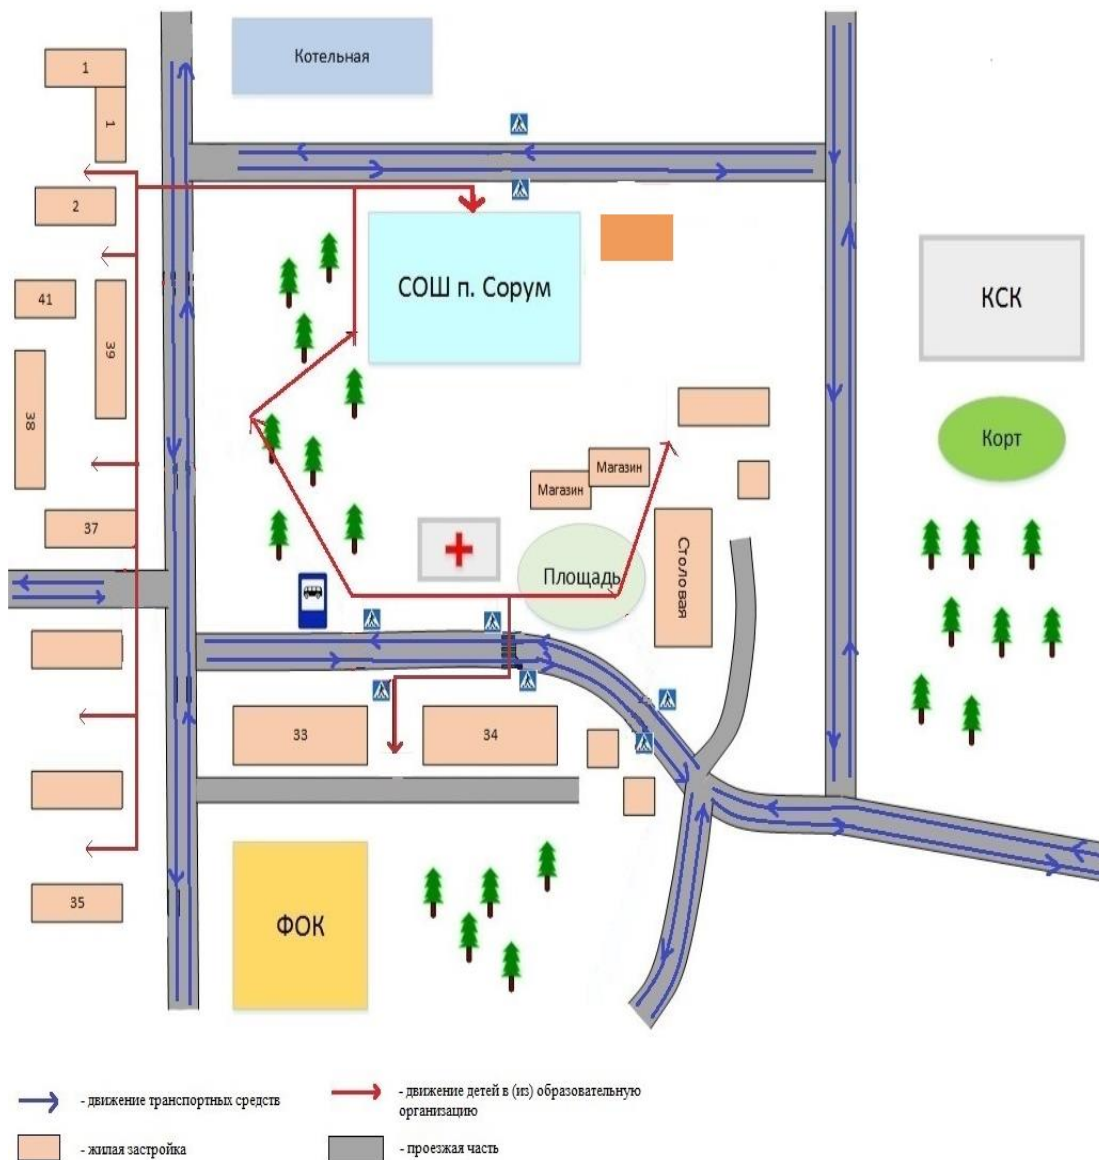 Котельная
1
1
2
41
39
38
37
СОШ п. Сорум
КСК
Корт
Магазин
Магазин
Столовая
Площадь
33
34
35
ФОК
- движение транспортных средств
- движение детей в (из) образовательную
организацию
- жилая застройка
- проезжая часть